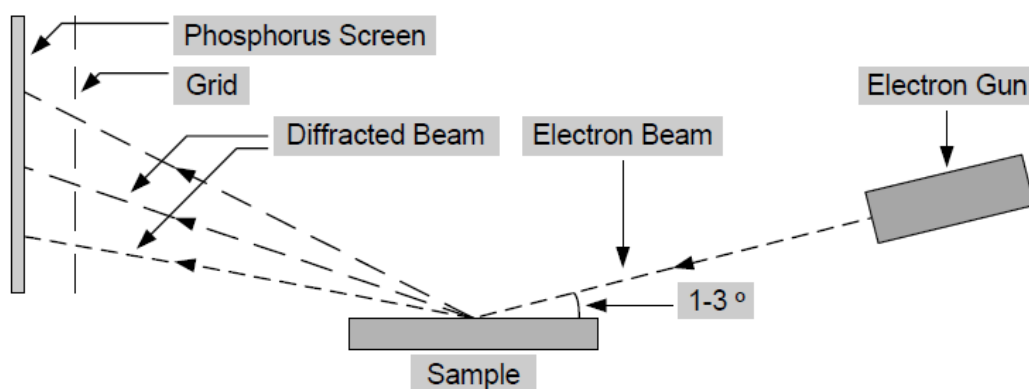 Phosphorus Screen
Grid
Electron Gun
Diffracted Beam
Electron Beam
1-3 º
Sample